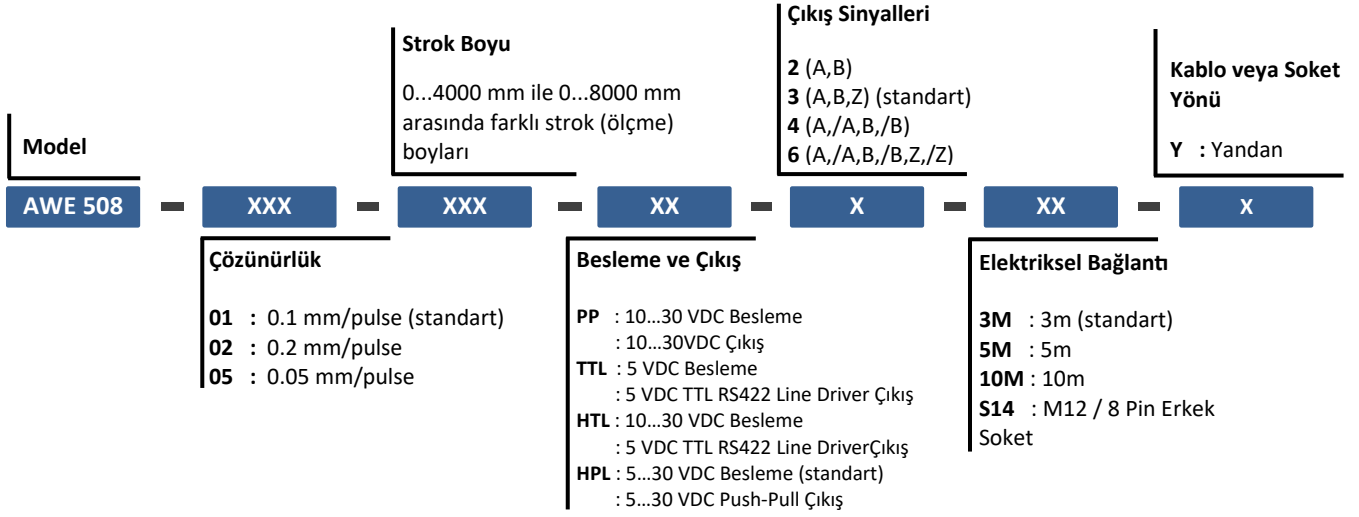 Model
Strok Boyu
0...4000 mm ile 0...8000 mm
arasında farklı strok (ölçme)
boyları
Çıkış Sinyalleri
2 (A,B)
3 (A,B,Z) (standart)
4 (A,/A,B,/B)
6 (A,/A,B,/B,Z,/Z)
Kablo veya Soket
Yönü
Y : Yandan
AWE 508 - XXX - XXX - XX - X - XX - X
Çözünürlük
01 : 0.1 mm/pulse (standart)
02 : 0.2 mm/pulse
05 : 0.05 mm/pulse
Besleme ve Çıkış
PP : 10...30 VDC Besleme
: 10...30VDC Çıkış
TTL : 5 VDC Besleme
: 5 VDC TTL RS422 Line Driver Çıkış
HTL : 10...30 VDC Besleme
: 5 VDC TTL RS422 Line DriverÇıkış
HPL : 5...30 VDC Besleme (standart)
: 5...30 VDC Push-Pull Çıkış
Elektriksel Bağlantı
3M : 3m (standart)
5M : 5m
10M : 10m
S14 : M12 / 8 Pin Erkek
Soket